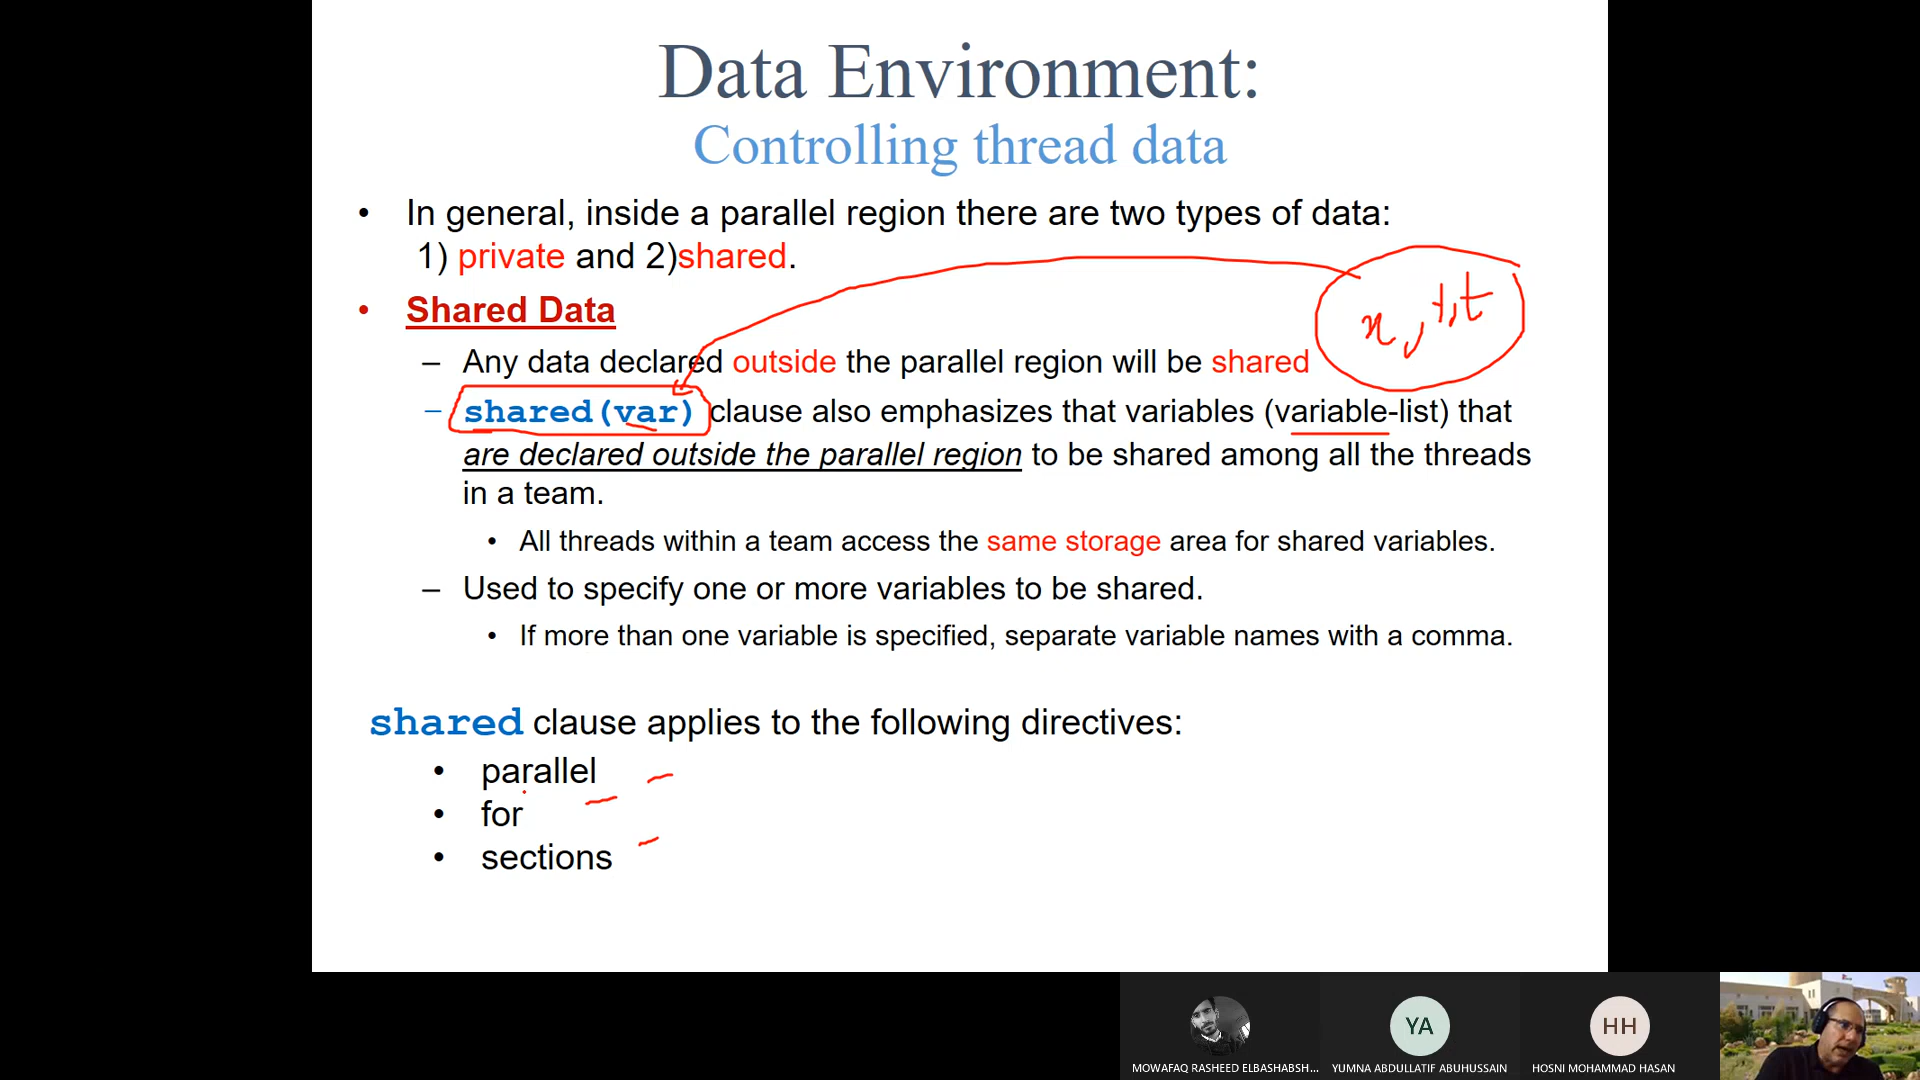 Data Environment:
Controlling thread data
• In general, inside a parallel region there are two types of data:
1) private and 2)shared.
• Shared Data
– Any data declared outside the parallel region will be shared
– shared(var) clause also emphasizes that variables (variable-list) that
are declared outside the parallel region to be shared among all the threads
in a team.
• All threads within a team access the same storage area for shared variables.
– Used to specify one or more variables to be shared.
• If more than one variable is specified, separate variable names with a comma.
shared clause applies to the following directives:
• parallel
• for
• sections
YA
HH
MOWAFAQ RASHEED ELBASHABSH...
YUMNA ABDULLATIF ABUHUSSAIN
HOSNI MOHAMMAD HASAN